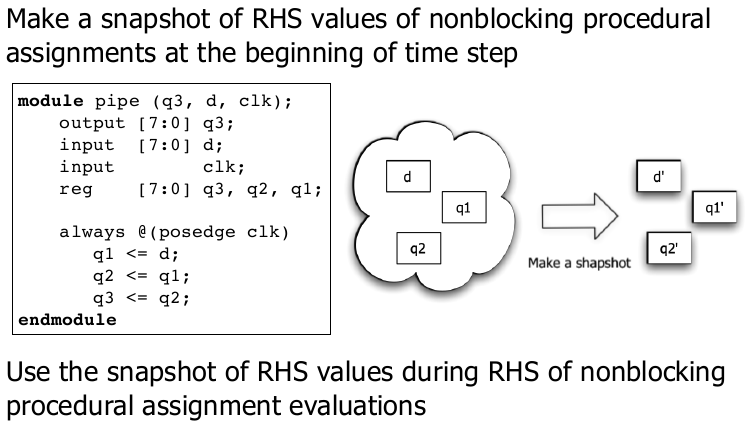 Make a snapshot of RHS values of nonblocking procedural
assignments at the beginning of time step
module pipe (q3, d, clk);
output [7:0] q3;
input [7:0] d;
input clk;
reg [7:0] q3, q2, q1;
always @(posedge clk)
q1 <= d;
q2 <= q1;
q3 <= q2;
endmodule
d
q1
q2
Make a shapshot
d'
q1'
q2'
Use the snapshot of RHS values during RHS of nonblocking
procedural assignment evaluations